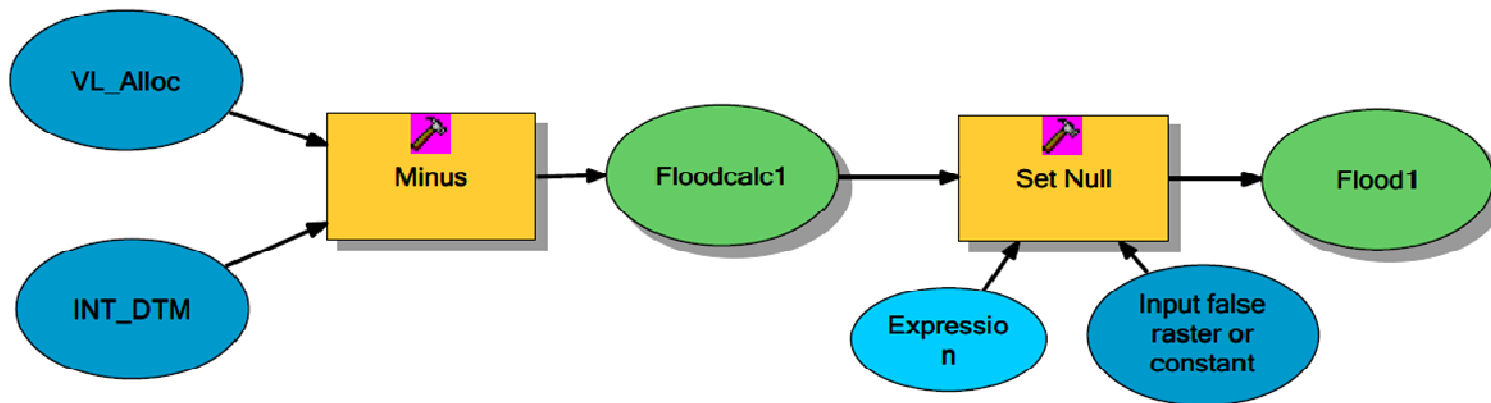 VL_Alloc
INT_DTM
Minus
Floodcalc1
Set Null
Expressio
n
Input false
raster or
constant
Flood1